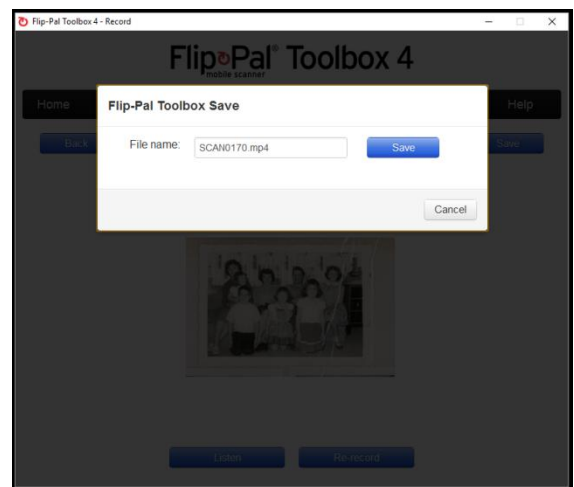 Flip-Pal Toolbox 4 - Record
Flip Pal® Toolbox 4
mobile scanner
Home Help
Flip-Pal Toolbox Save
Back Save
File name: SCAN0170.mp4 Save
Cancel
Listen Re-record